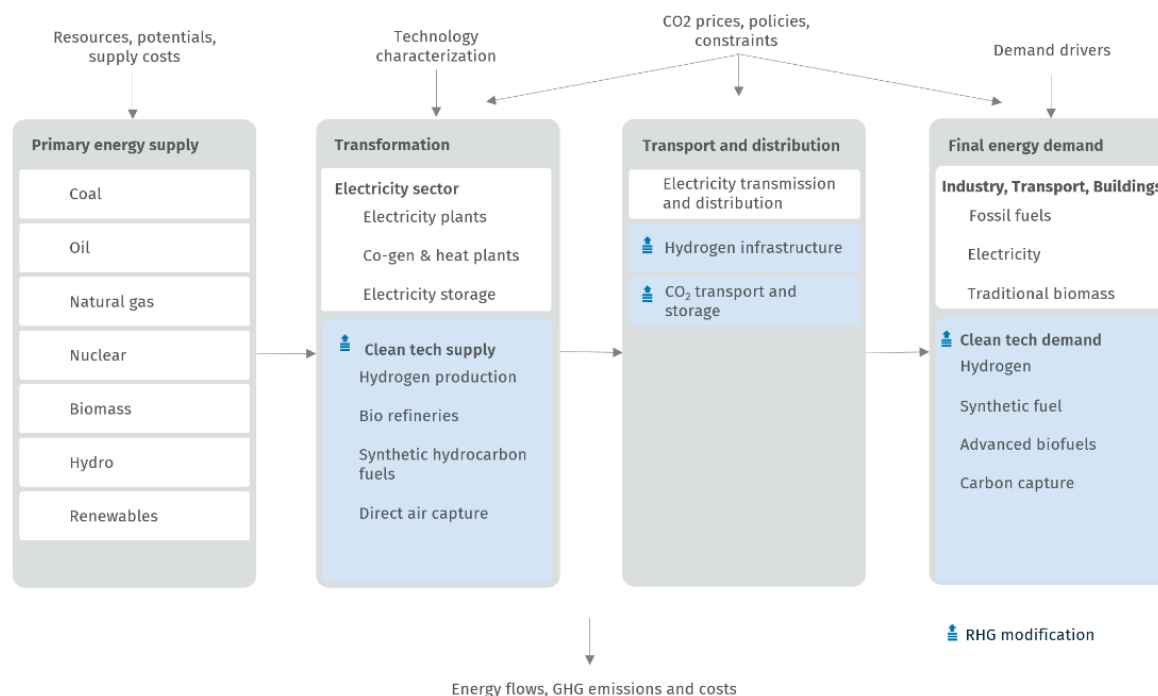 Resources, potentials,
supply costs
Technology
characterization
CO2 prices, policies,
constraints
Demand drivers
Primary energy supply
Coal
Oil
Natural gas
Nuclear
Biomass
Hydro
Renewables
Transformation
Electricity sector
Electricity plants
Co-gen & heat plants
Electricity storage
Clean tech supply
Hydrogen production
Bio refineries
Synthetic hydrocarbon
fuels
Direct air capture
Transport and distribution
Electricity transmission
and distribution
Hydrogen infrastructure
CO₂ transport and
storage
Final energy demand
Industry, Transport, Buildings
Fossil fuels
Electricity
Traditional biomass
Clean tech demand
Hydrogen
Synthetic fuel
Advanced biofuels
Carbon capture
RHG modification
Energy flows, GHG emissions and costs